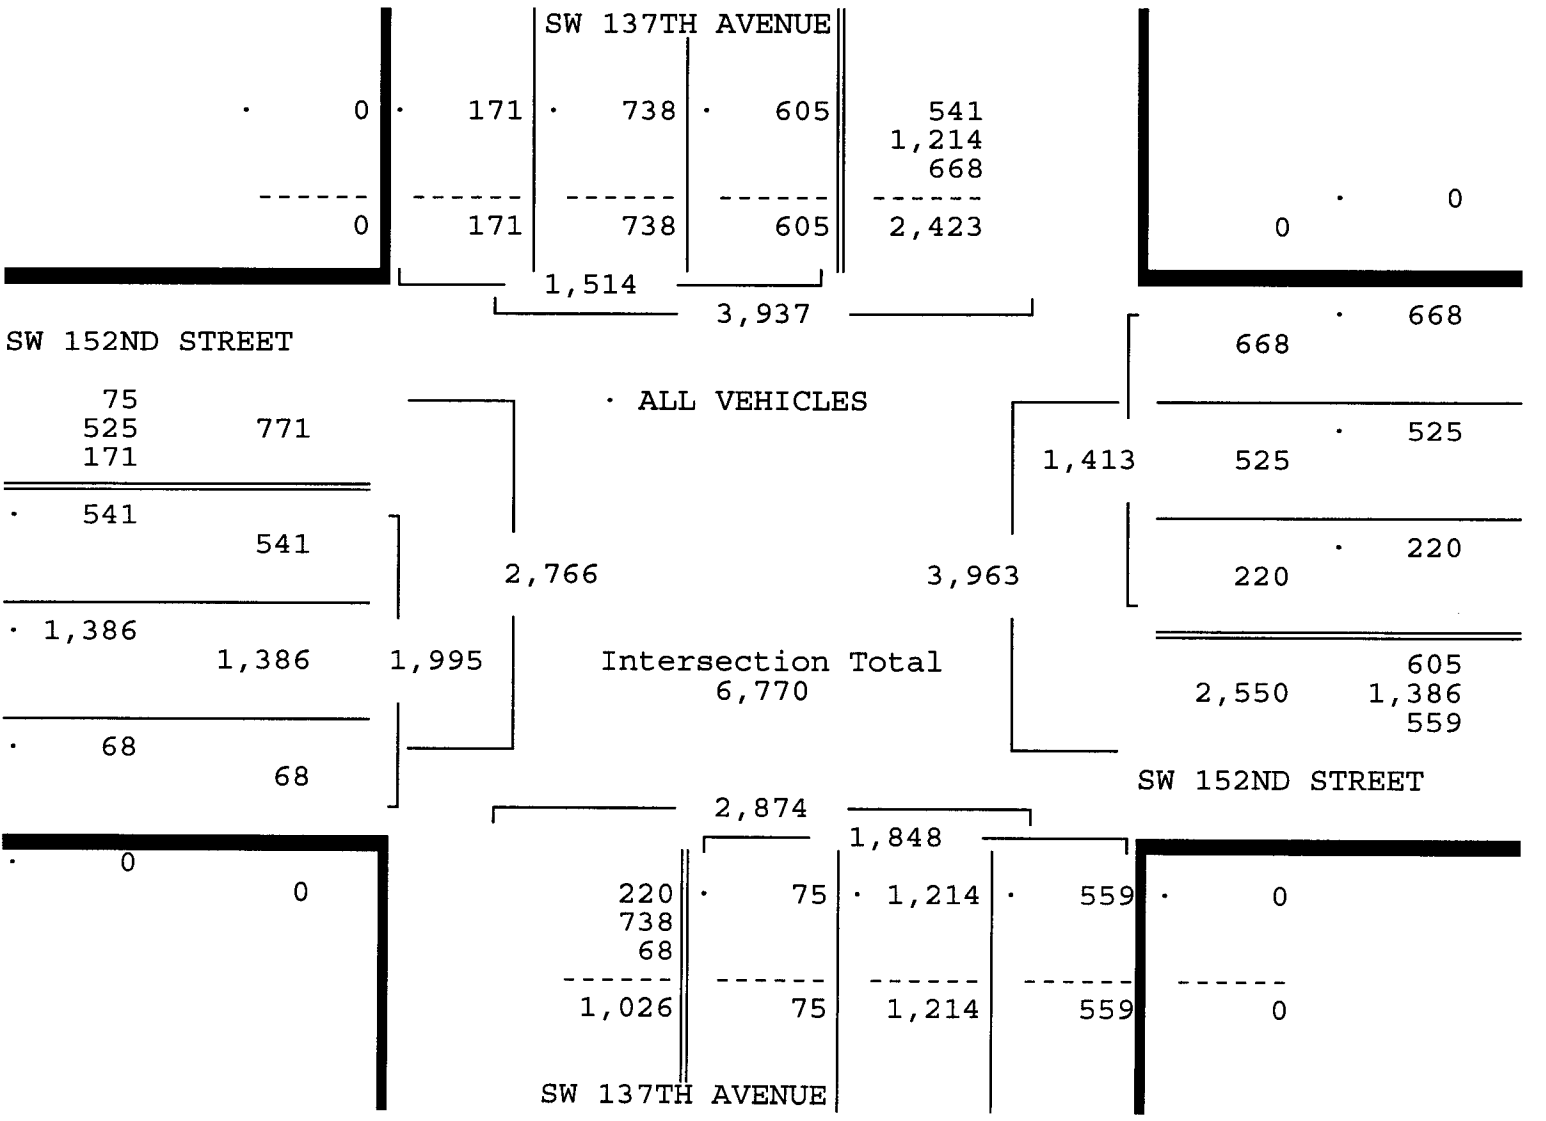 SW 137TH AVENUE
· 0 · 171 · 738 · 605 541
1,214
668
------ ------ ------ ------ ------
0 171 738 605 2,423
· 0
0
1,514
3,937
SW 152ND STREET
· 668
668
75
525 771
171
· ALL VEHICLES
· 525
1,413 525
· 541
541
· 220
2,766 3,963 220
· 1,386
1,386 1,995
Intersection Total
6,770
605
2,550 1,386
559
· 68
68
SW 152ND STREET
2,874
1,848
· 0
0
220 · 75 · 1,214 · 559 · 0
738
68
------ ------ ------ ------ ------
1,026 75 1,214 559 0
SW 137TH AVENUE